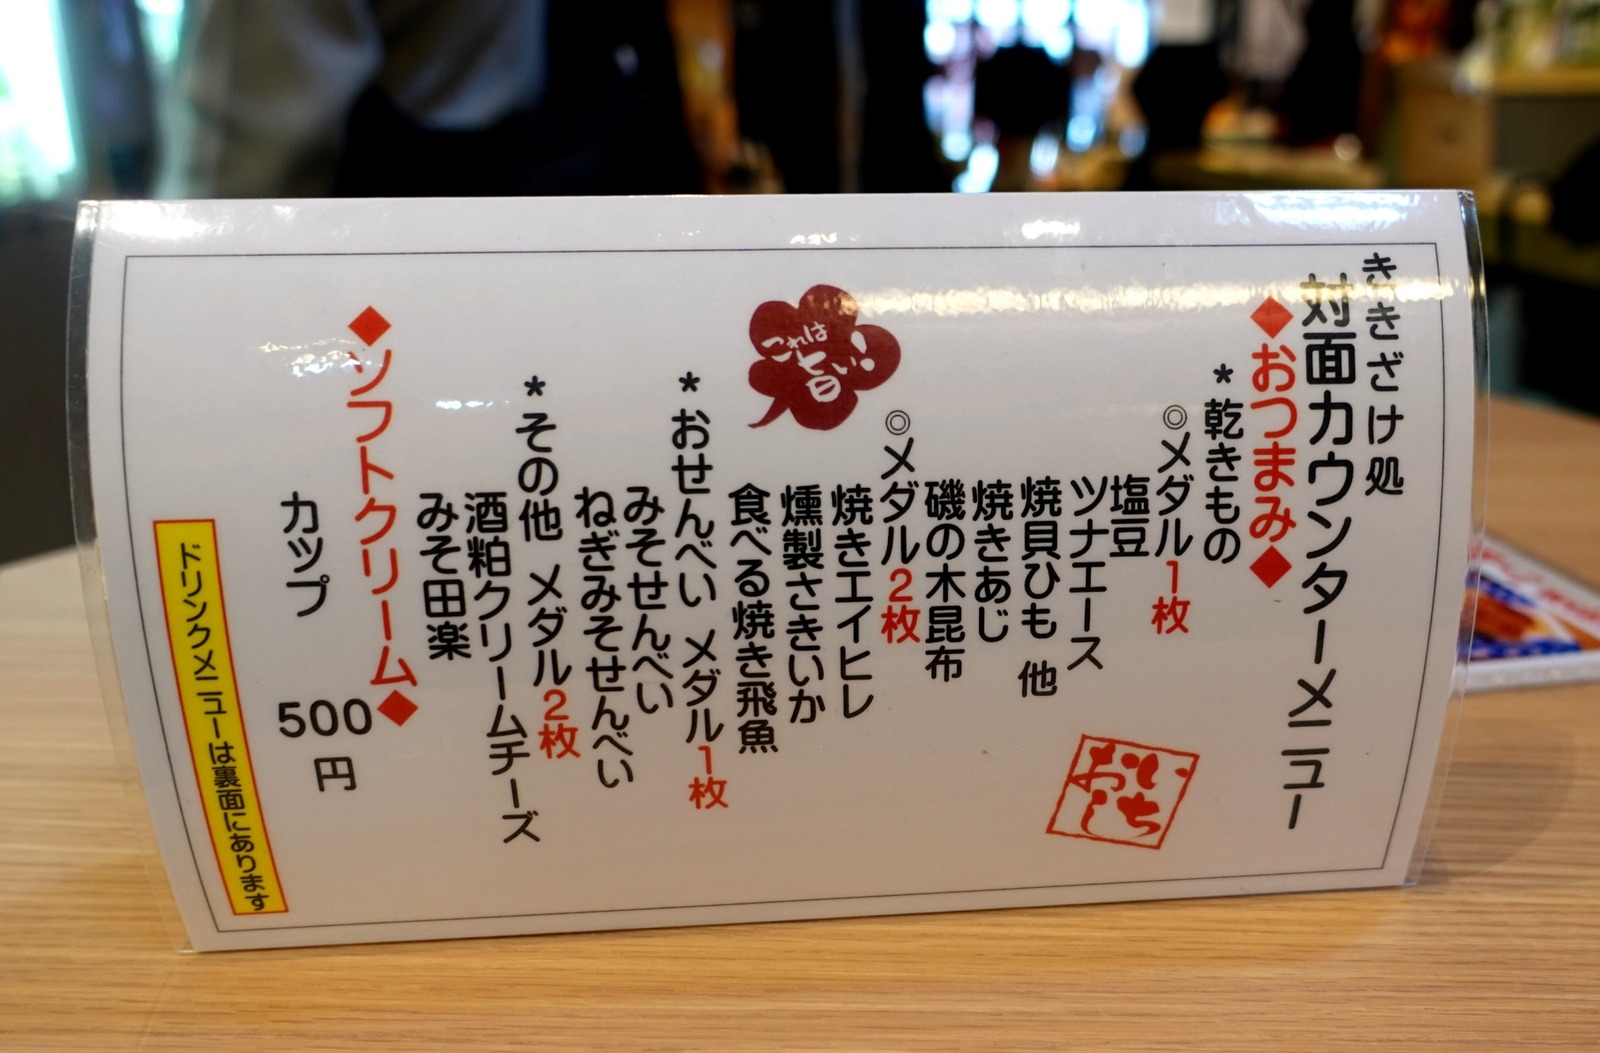 ききざけ処
対面カウンターメニュー
◆おつまみ◆
*乾きもの
◎メダル1枚
塩豆
ツナエース
焼貝ひも 他
焼きあじ
磯の木昆布
◎メダル2枚
焼きエイヒレ
燻製さきいか
食べる焼き飛魚
*おせんべい メダル1枚
みそせんべい
ねぎみそせんべい
*その他 メダル2枚
酒粕クリームチーズ
みそ田楽
◆ソフトクリーム◆
カップ 500円
ドリンクメニューは裏面にあります
これは
旨い!
いち
おし